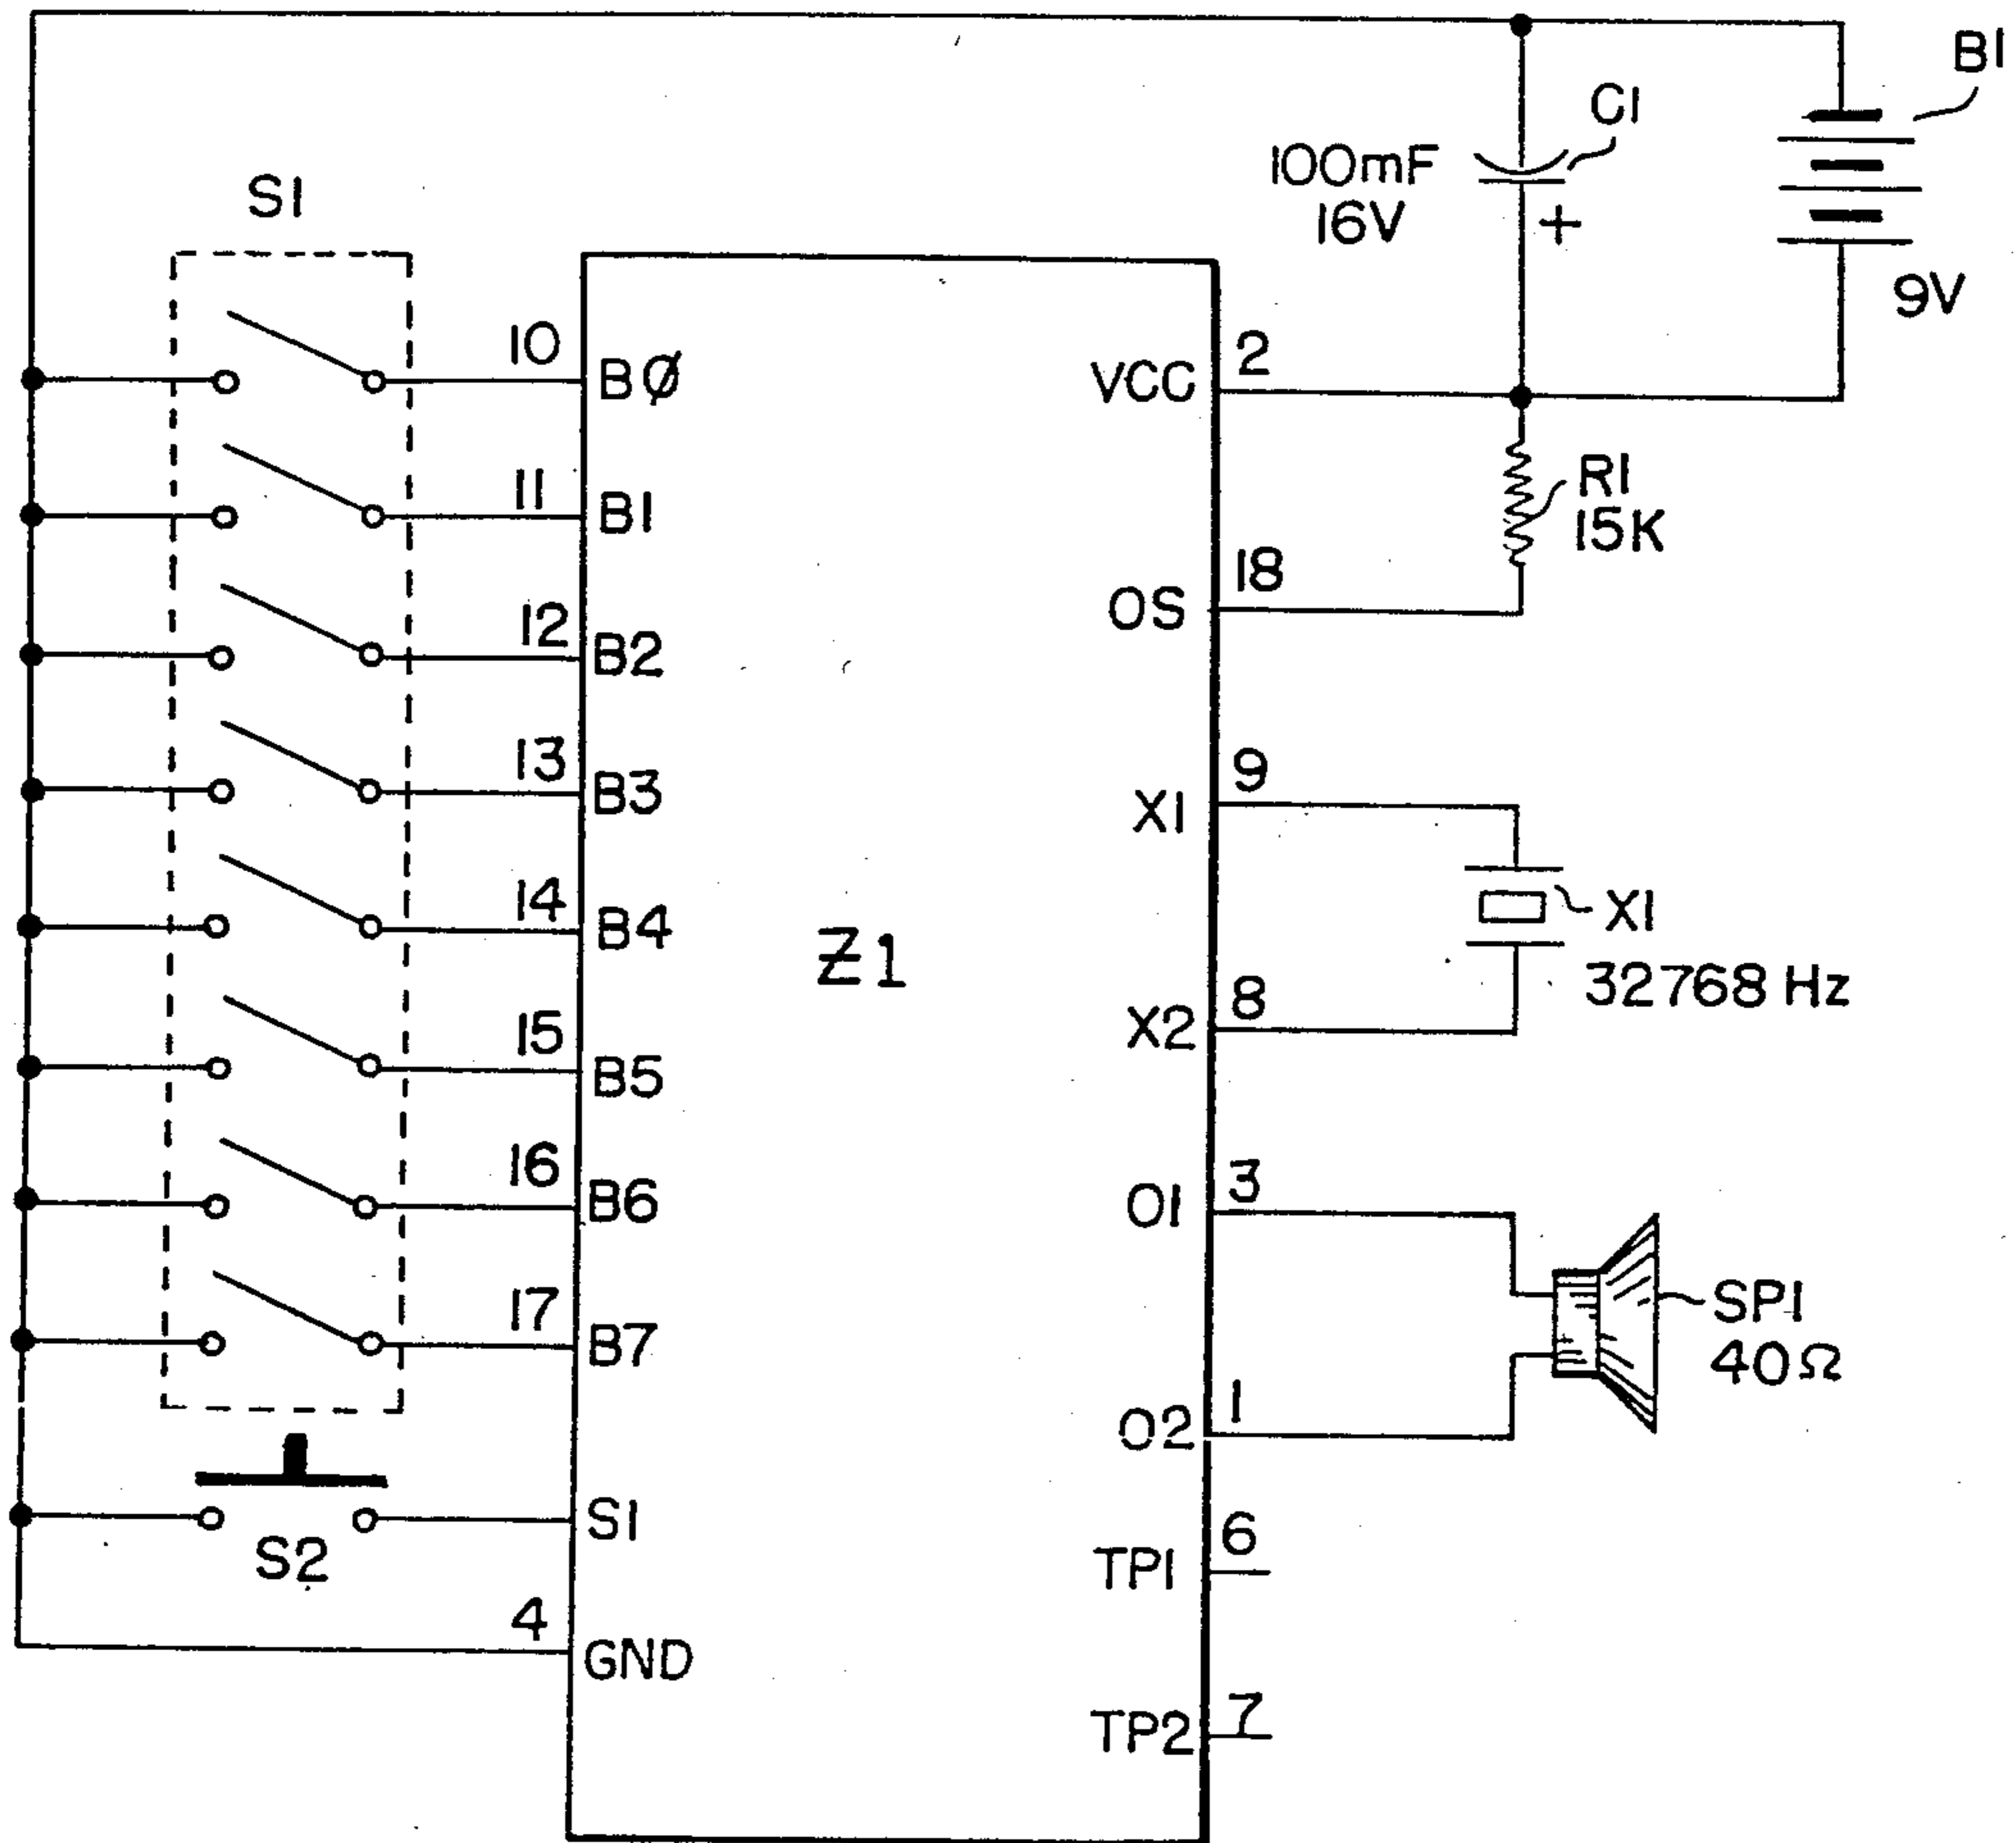 B1
C1
100mF
16V
+
9V
S1
10
BØ
11
B1
12
B2
13
B3
14
B4
15
B5
16
B6
17
B7
S2
S1
4
GND
Z1
VCC
2
R1
15K
OS
18
X1
9
X1
32768 Hz
X2
8
O1
3
SP1
40Ω
O2
1
TP1
6
TP2
7